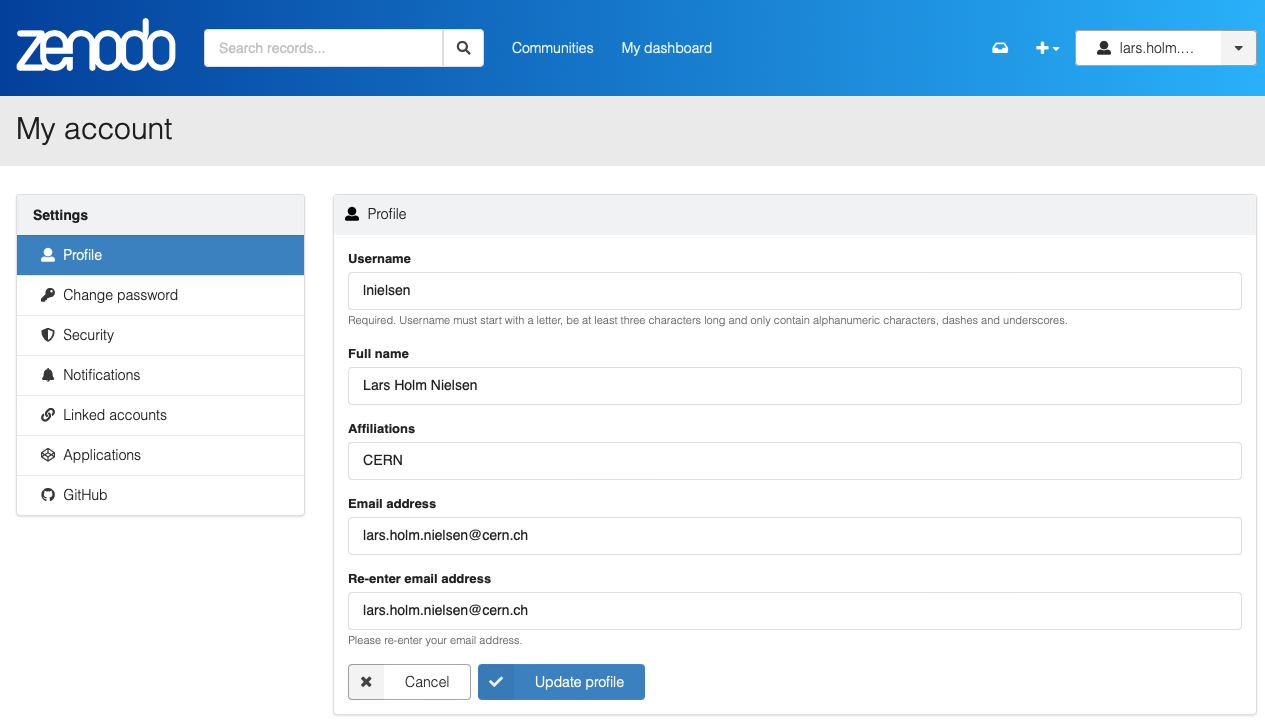 zenodo
Search records...
Communities
My dashboard
lars.holm....
My account
Settings
Profile
Change password
Security
Notifications
Linked accounts
Applications
GitHub
Profile
Username
lnielsen
Required. Username must start with a letter, be at least three characters long and only contain alphanumeric characters, dashes and underscores.
Full name
Lars Holm Nielsen
Affiliations
CERN
Email address
lars.holm.nielsen@cern.ch
Re-enter email address
lars.holm.nielsen@cern.ch
Please re-enter your email address.
Cancel
Update profile